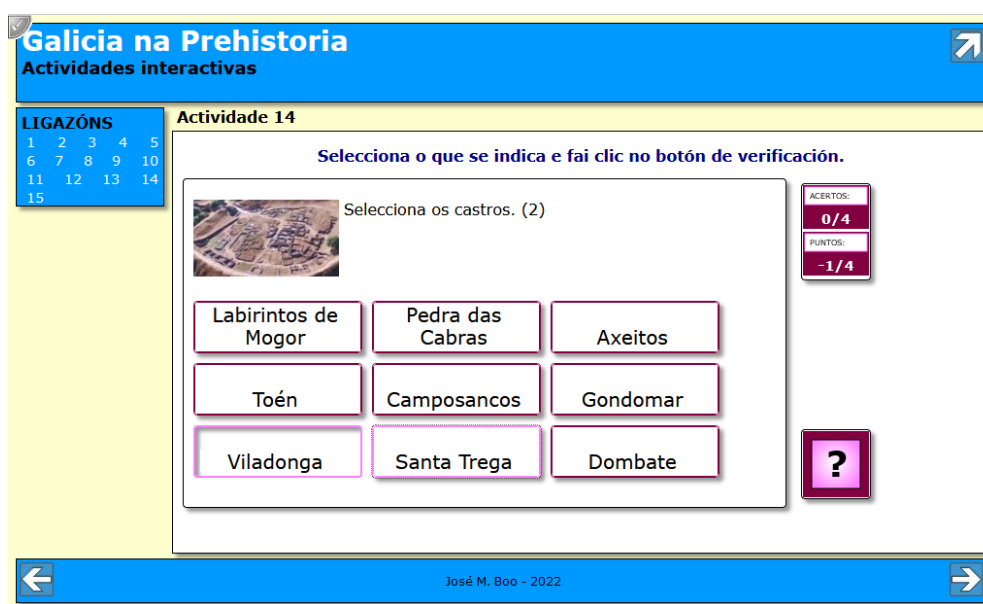 Galicia na Prehistoria
Actividades interactivas
LIGAZÓNS
1 2 3 4 5
6 7 8 9 10
11 12 13 14
15
Actividade 14
Selecciona o que se indica e fai clic no botón de verificación.
Selecciona os castros. (2)
ACERTOS:
0/4
PUNTOS:
-1/4
Labirintos de
Mogor
Pedra das
Cabras
Axeitos
Toén
Camposancos
Gondomar
Viladonga
Santa Trega
Dombate
?
José M. Boo - 2022